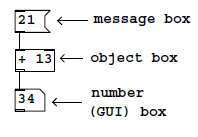 21 message box
+ 13 object box
34 number
(GUI) box